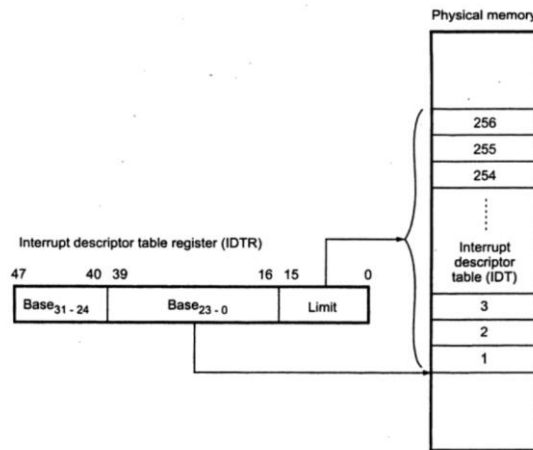 Physical memory
256
255
254
Interrupt descriptor table register (IDTR)
Interrupt
descriptor
table (IDT)
47 40 39 16 15 0
Base31 - 24 Base23 - 0 Limit
3
2
1